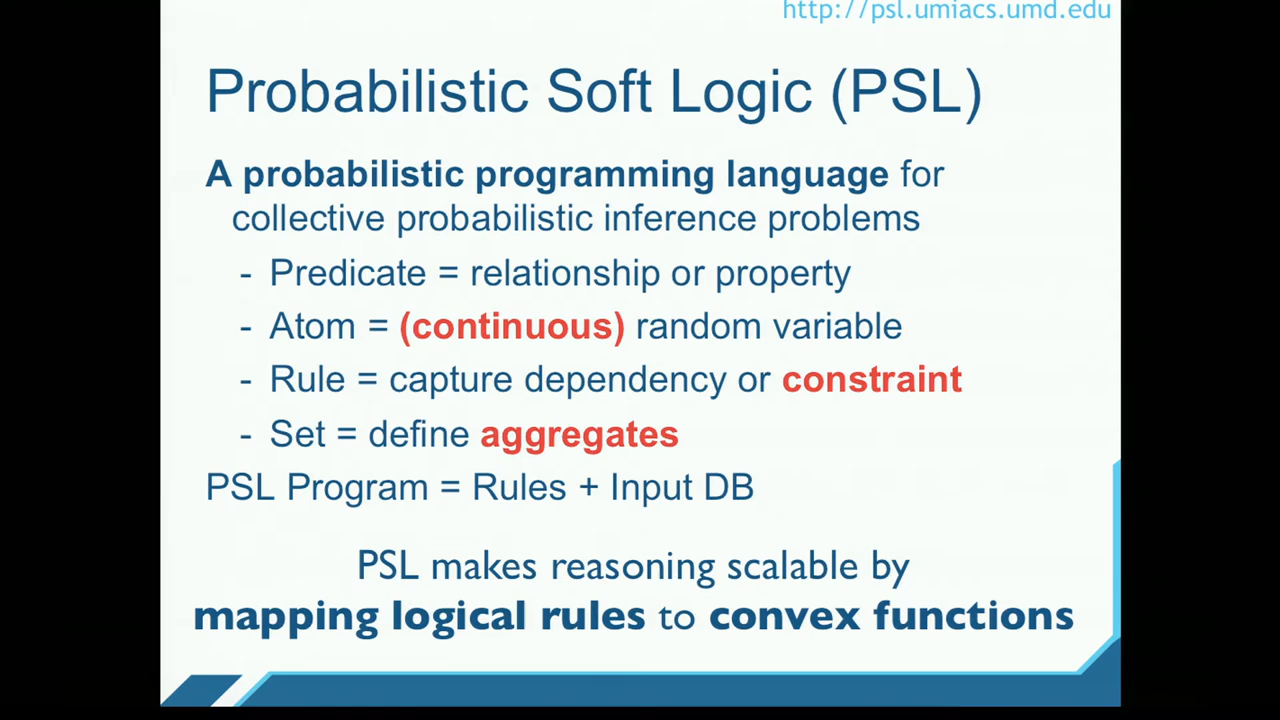 http://psl.umiacs.umd.edu
Probabilistic Soft Logic (PSL)
A probabilistic programming language for
collective probabilistic inference problems
- Predicate = relationship or property
- Atom = (continuous) random variable
- Rule = capture dependency or constraint
- Set = define aggregates
PSL Program = Rules + Input DB
PSL makes reasoning scalable by
mapping logical rules to convex functions